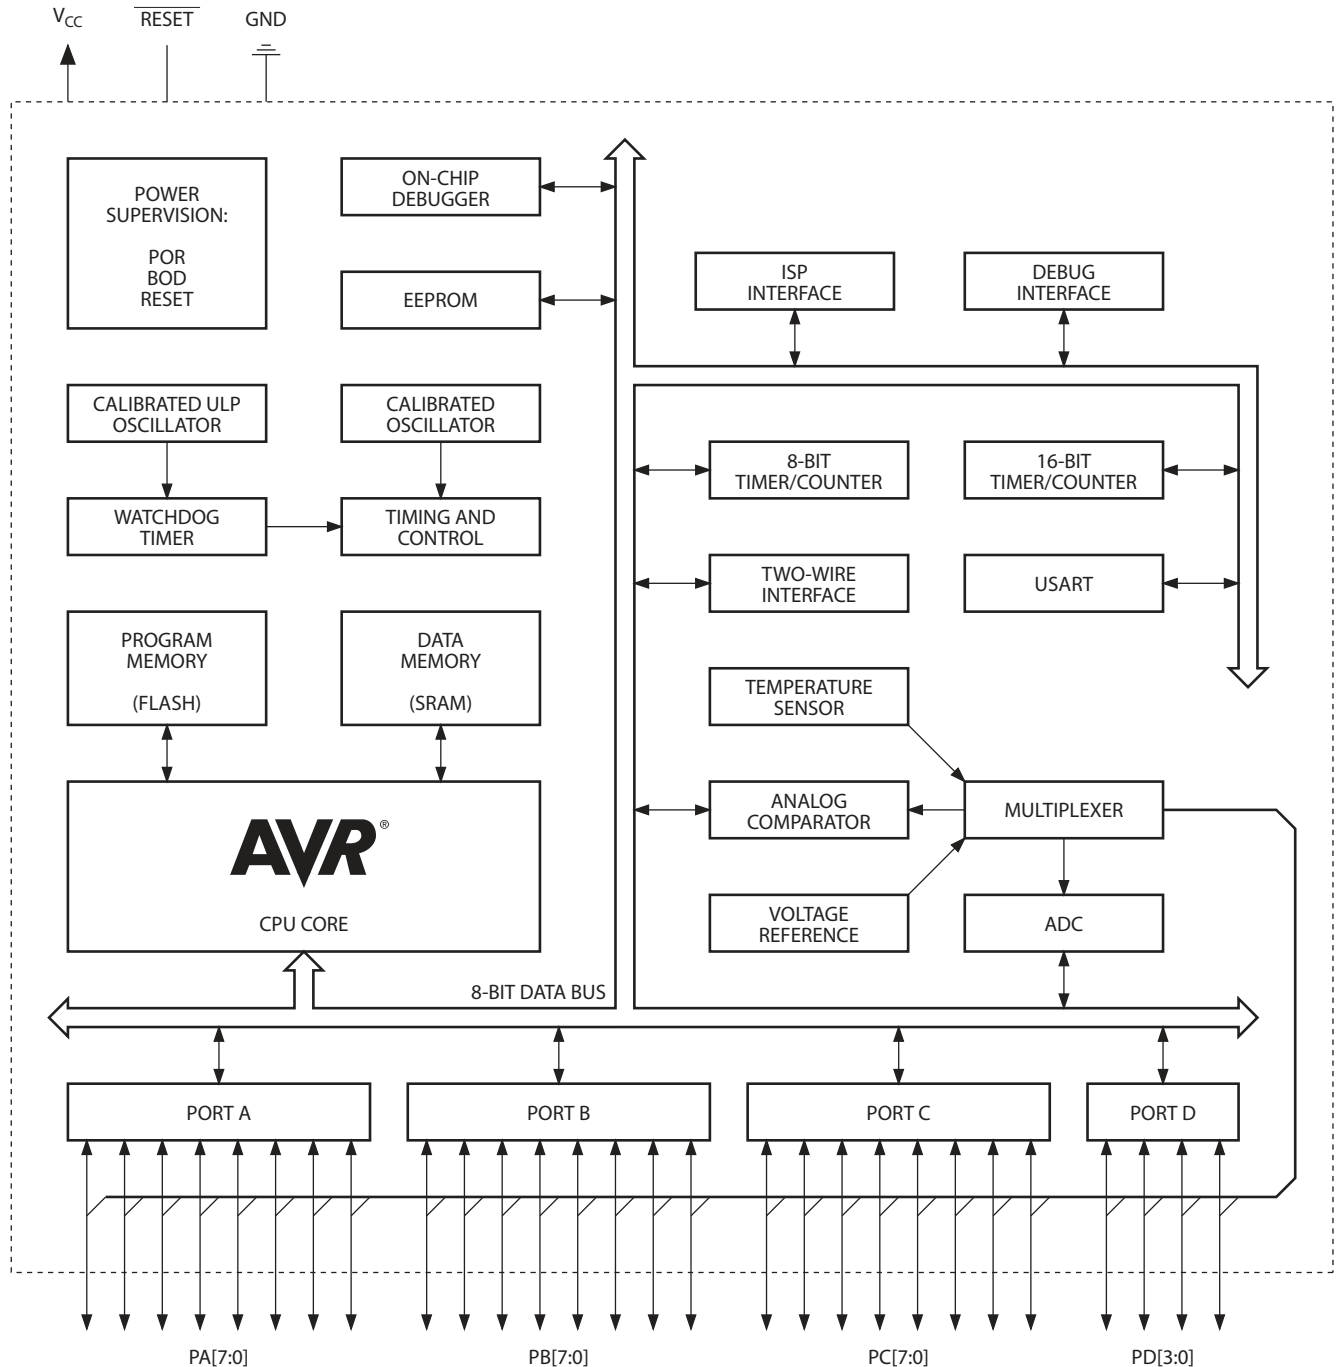 VCC
RESET
GND
POWER
SUPERVISION:
POR
BOD
RESET
ON-CHIP
DEBUGGER
EEPROM
ISP
INTERFACE
DEBUG
INTERFACE
CALIBRATED ULP
OSCILLATOR
CALIBRATED
OSCILLATOR
8-BIT
TIMER/COUNTER
16-BIT
TIMER/COUNTER
WATCHDOG
TIMER
TIMING AND
CONTROL
TWO-WIRE
INTERFACE
USART
PROGRAM
MEMORY
(FLASH)
DATA
MEMORY
(SRAM)
TEMPERATURE
SENSOR
ANALOG
COMPARATOR
MULTIPLEXER
AVR®
CPU CORE
VOLTAGE
REFERENCE
ADC
8-BIT DATA BUS
PORT A
PORT B
PORT C
PORT D
PA[7:0]
PB[7:0]
PC[7:0]
PD[3:0]